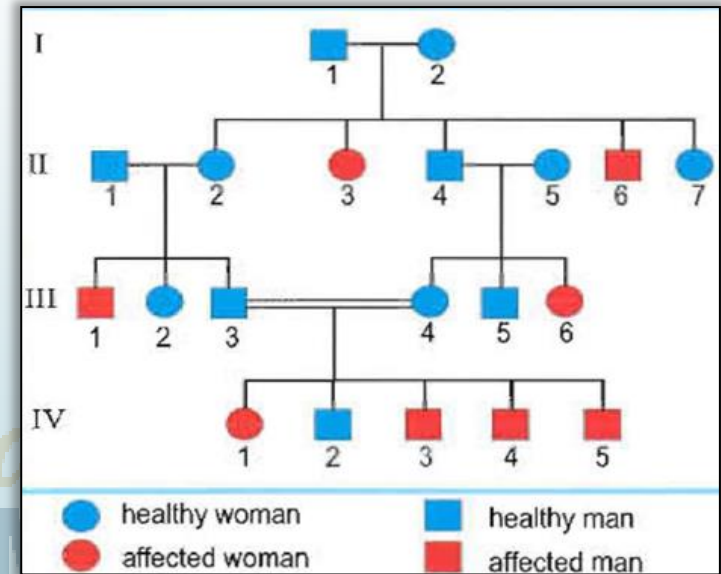 I
1 2
II
1 2 3 4 5 6 7
III
1 2 3 4 5 6
IV
1 2 3 4 5
healthy woman healthy man
affected woman affected man